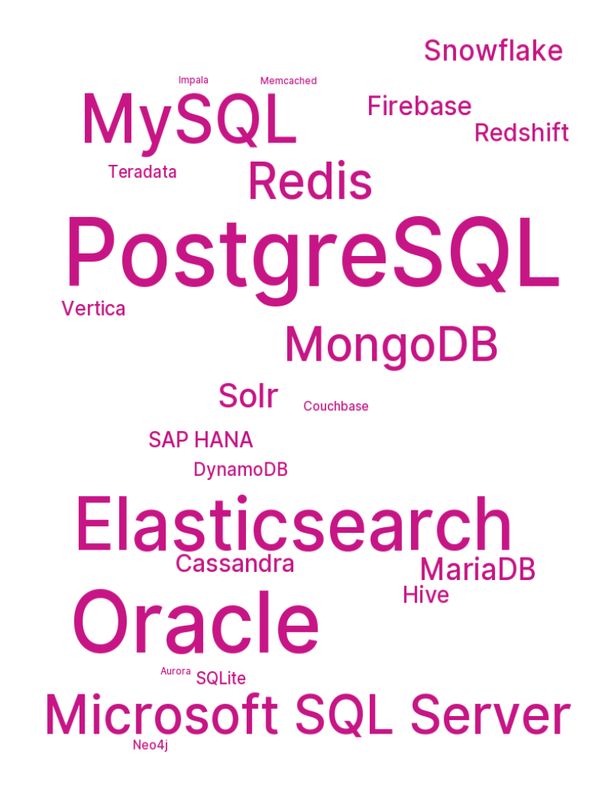 Snowflake
Impala
Memcached
MySQL
Firebase
Redshift
Teradata
Redis
PostgreSQL
Vertica
MongoDB
Solr
Couchbase
SAP HANA
DynamoDB
Elasticsearch
Cassandra
MariaDB
Hive
Oracle
Aurora
SQLite
Microsoft SQL Server
Neo4j